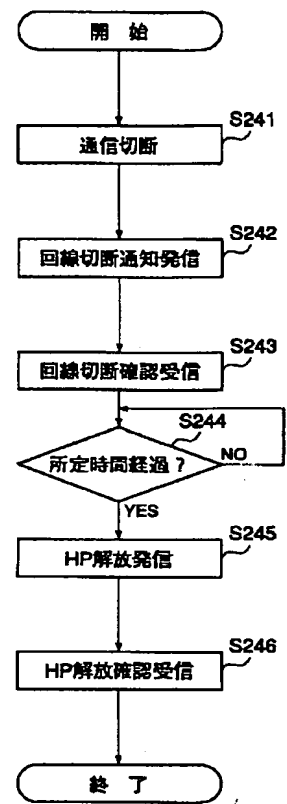 開 始
S241
通信切断
S242
回線切断通知発信
S243
回線切断確認受信
S244
所定時間経過?
NO
YES
S245
HP解放発信
S246
HP解放確認受信
終 了